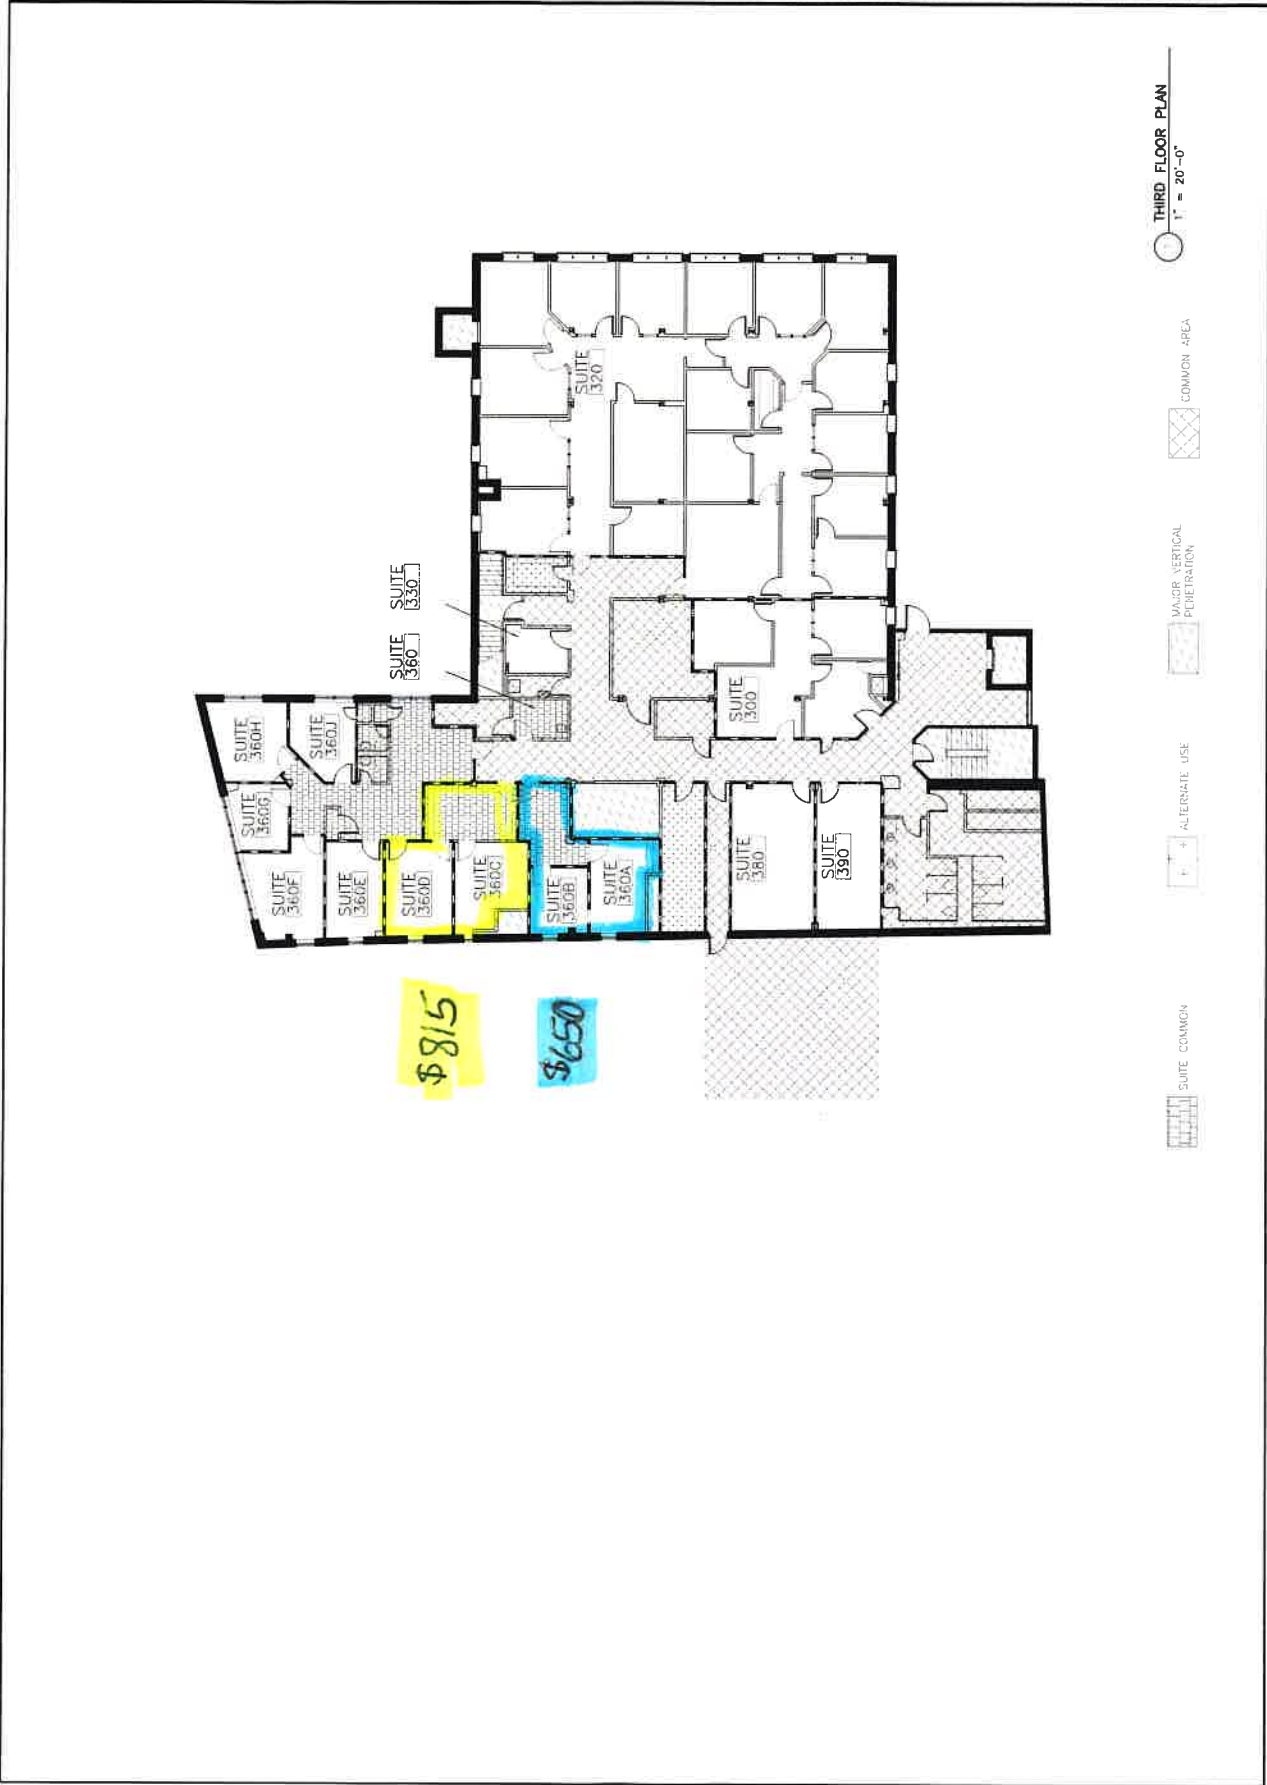 THIRD FLOOR PLAN
1" = 20'-0"
SUITE
320
SUITE
330
SUITE
360
SUITE
300
SUITE
360H
SUITE
360J
SUITE
360G
SUITE
360F
SUITE
360E
SUITE
360D
SUITE
360C
SUITE
360B
SUITE
360A
SUITE
380
SUITE
390
$815
$650
SUITE COMMON
ALTERNATE USE
MAJOR VERTICAL
PENETRATION
COMMON AREA